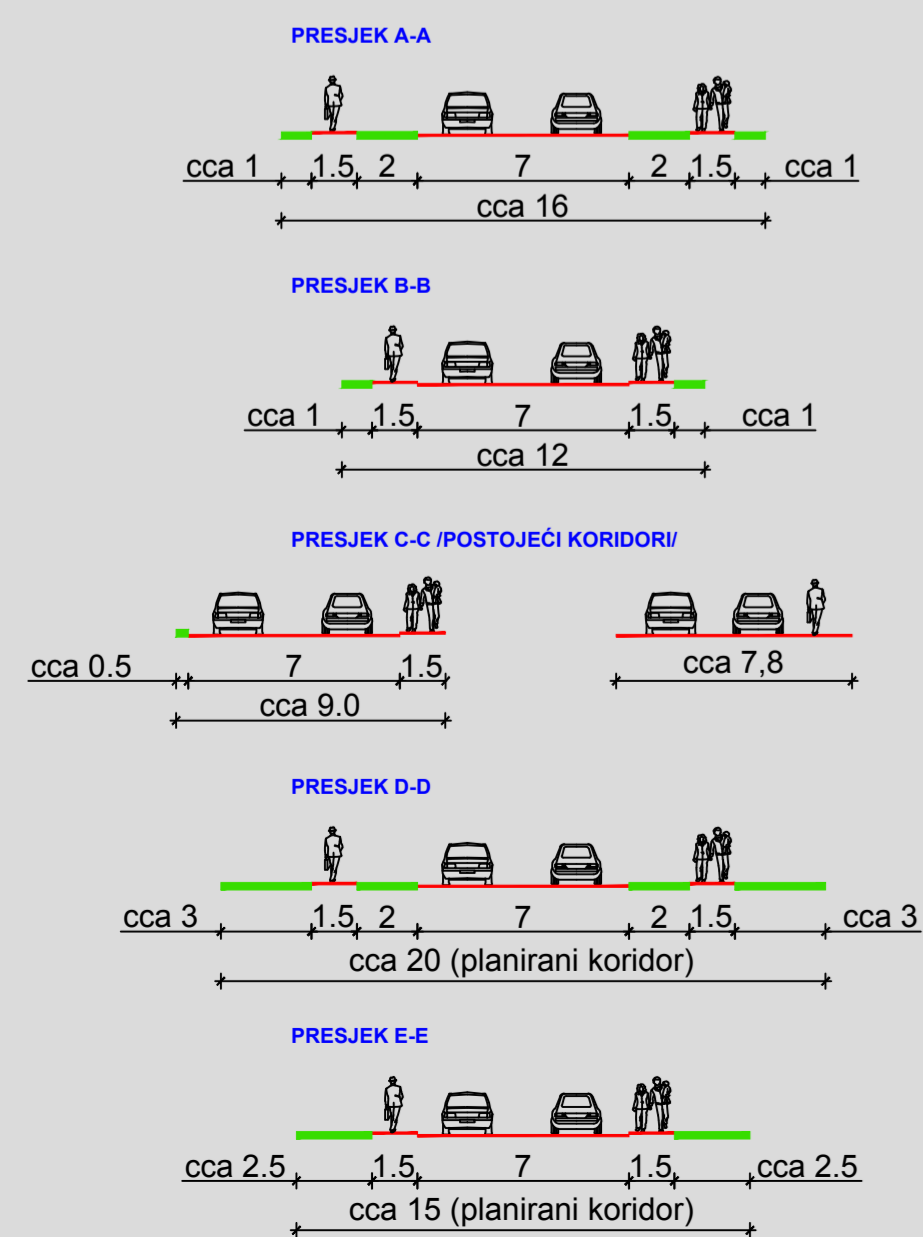 PRESJEK A-A
cca 1 1.5 2 7 2 1.5 cca 1
cca 16
PRESJEK B-B
cca 1 1.5 7 1.5 cca 1
cca 12
PRESJEK C-C /POSTOJEĆI KORIDORI/
cca 0.5 7 1.5
cca 9.0
cca 7,8
PRESJEK D-D
cca 3 1.5 2 7 2 1.5 cca 3
cca 20 (planirani koridor)
PRESJEK E-E
cca 2.5 1.5 7 1.5 cca 2.5
cca 15 (planirani koridor)